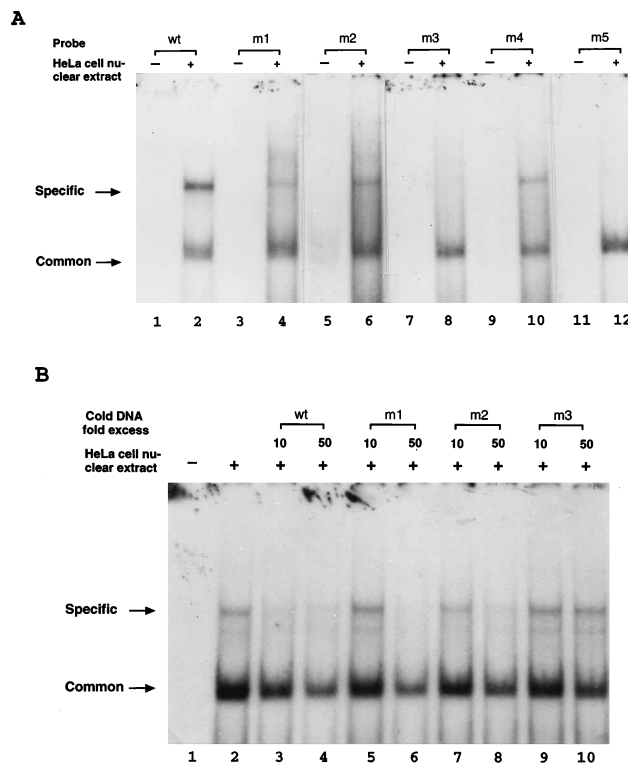 A
Probe wt m1 m2 m3 m4 m5
HeLa cell nu- – + – + – + – + – + – +
clear extract
Specific
Common
1 2 3 4 5 6 7 8 9 10 11 12
B
Cold DNA wt m1 m2 m3
fold excess
10 50 10 50 10 50 10 50
HeLa cell nu- – + + + + + + + + +
clear extract
Specific
Common
1 2 3 4 5 6 7 8 9 10